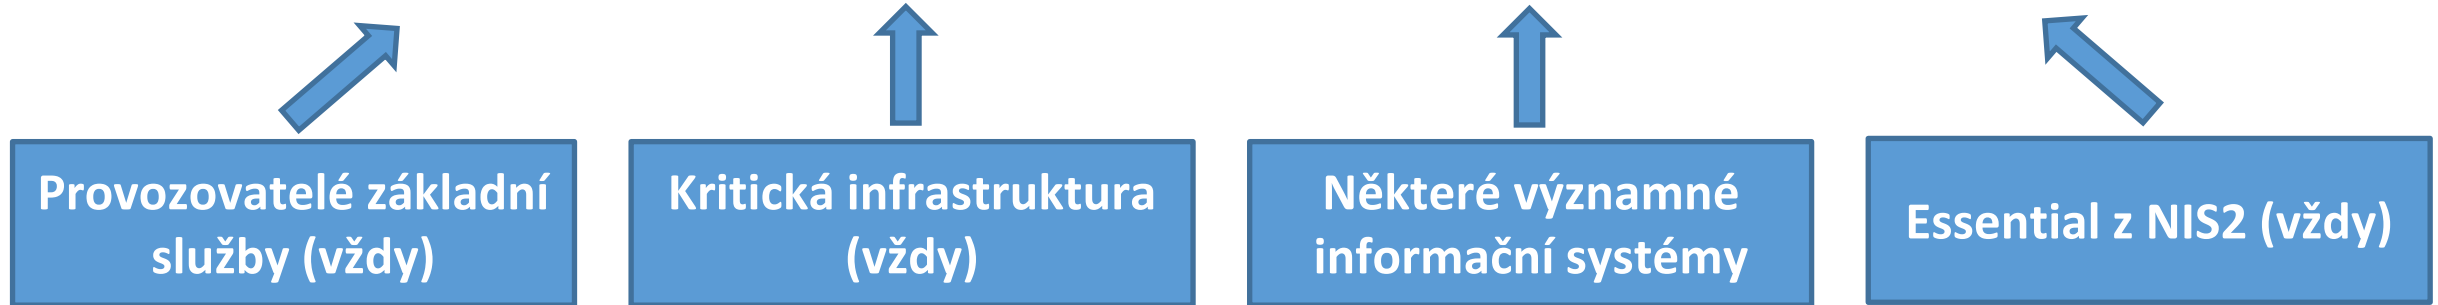 Provozovatelé základní
služby (vždy)
Kritická infrastruktura
(vždy)
Některé významné
informační systémy
Essential z NIS2 (vždy)